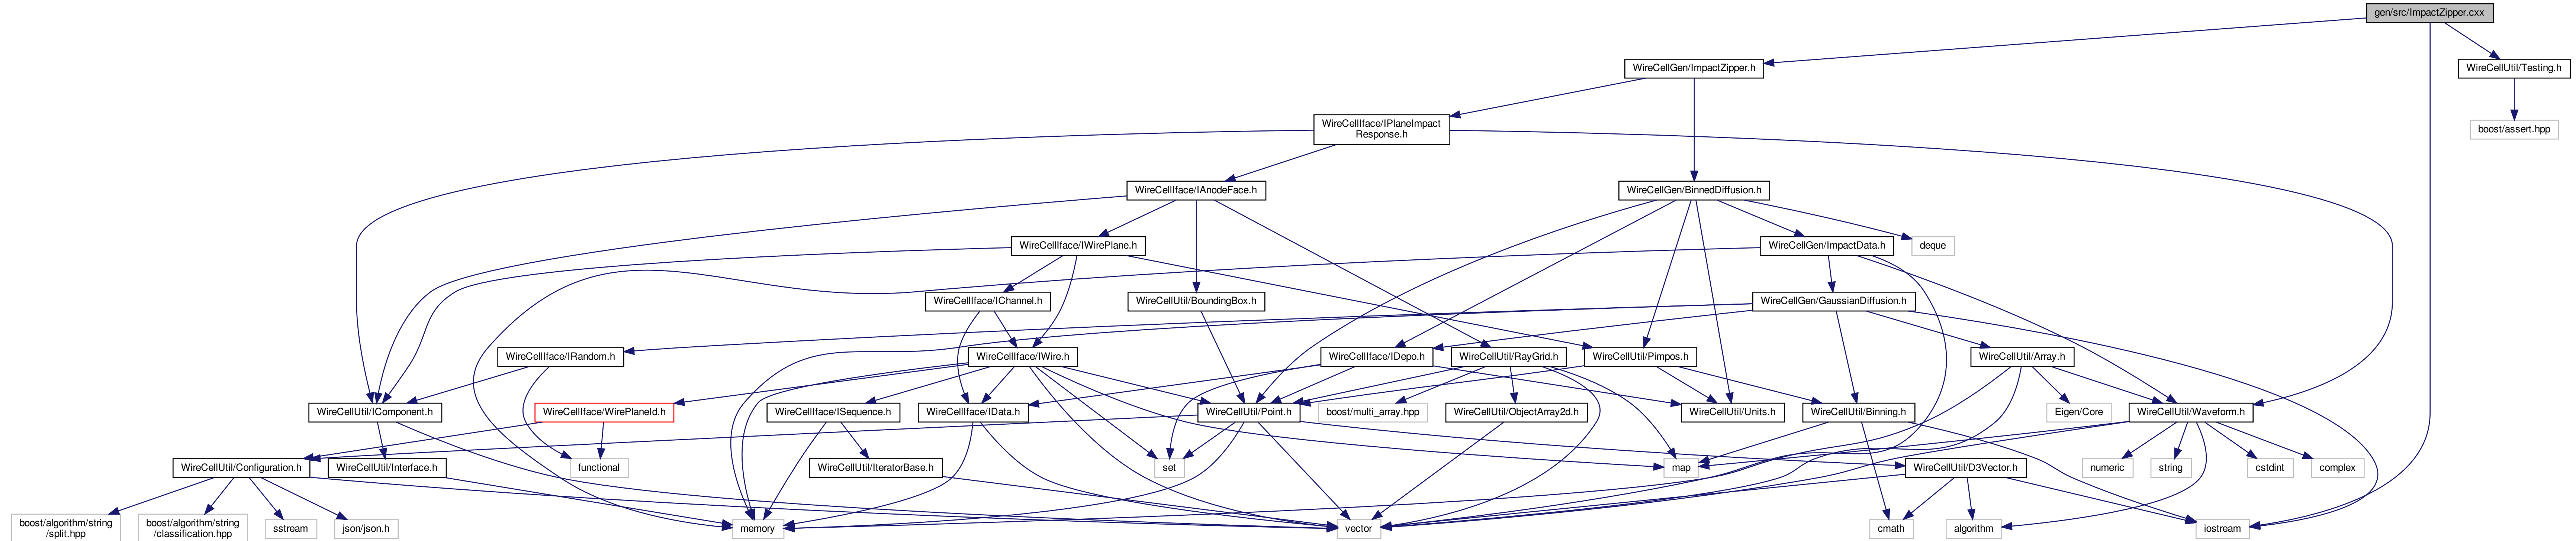 gen/src/ImpactZipper.cxx
WireCellGen/ImpactZipper.h
WireCellUtil/Testing.h
WireCellIface/IPlaneImpact
Response.h
boost/assert.hpp
WireCellIface/IAnodeFace.h
WireCellGen/BinnedDiffusion.h
WireCellIface/IWirePlane.h
WireCellGen/ImpactData.h
deque
WireCellIface/IChannel.h
WireCellUtil/BoundingBox.h
WireCellGen/GaussianDiffusion.h
WireCellIface/IRandom.h
WireCellIface/IWire.h
WireCellIface/IDepo.h
WireCellUtil/RayGrid.h
WireCellUtil/Pimpos.h
WireCellUtil/Array.h
WireCellUtil/IComponent.h
WireCellIface/WirePlaneId.h
WireCellIface/ISequence.h
WireCellIface/IData.h
WireCellUtil/Point.h
boost/multi_array.hpp
WireCellUtil/ObjectArray2d.h
WireCellUtil/Units.h
WireCellUtil/Binning.h
Eigen/Core
WireCellUtil/Waveform.h
WireCellUtil/Configuration.h
WireCellUtil/Interface.h
functional
WireCellUtil/IteratorBase.h
set
map
WireCellUtil/D3Vector.h
numeric
string
cstdint
complex
boost/algorithm/string
/split.hpp
boost/algorithm/string
/classification.hpp
sstream
json/json.h
memory
vector
cmath
algorithm
iostream